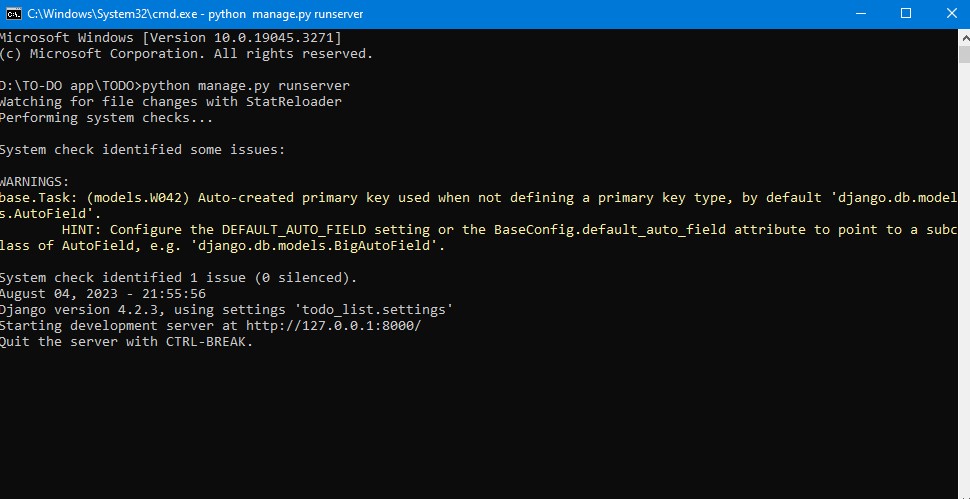 C:\Windows\System32\cmd.exe - python  manage.py runserver
Microsoft Windows [Version 10.0.19045.3271]
(c) Microsoft Corporation. All rights reserved.
D:\TO-DO app\TODO>python manage.py runserver
Watching for file changes with StatReloader
Performing system checks...
System check identified some issues:
WARNINGS:
base.Task: (models.W042) Auto-created primary key used when not defining a primary key type, by default 'django.db.model
s.AutoField'.
        HINT: Configure the DEFAULT_AUTO_FIELD setting or the BaseConfig.default_auto_field attribute to point to a subc
lass of AutoField, e.g. 'django.db.models.BigAutoField'.
System check identified 1 issue (0 silenced).
August 04, 2023 - 21:55:56
Django version 4.2.3, using settings 'todo_list.settings'
Starting development server at http://127.0.0.1:8000/
Quit the server with CTRL-BREAK.